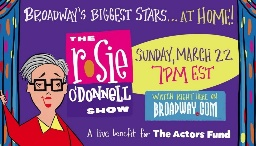 BROADWAY'S BIGGEST STARS... AT HOME!
THE
ROSiE
O'DONNELL
SHOW
SUNDAY, MARCH 22
7PM EST
WATCH RIGHT HERE ON
BROADWAY.COM
A live benefit for The Actors Fund